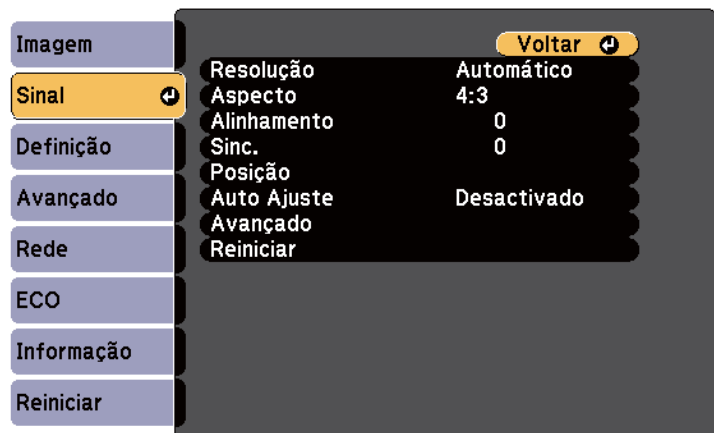 Imagem
Sinal
Definição
Avançado
Rede
ECO
Informação
Reiniciar
Voltar
Resolução Automático
Aspecto 4:3
Alinhamento 0
Sinc. 0
Posição
Auto Ajuste Desactivado
Avançado
Reiniciar